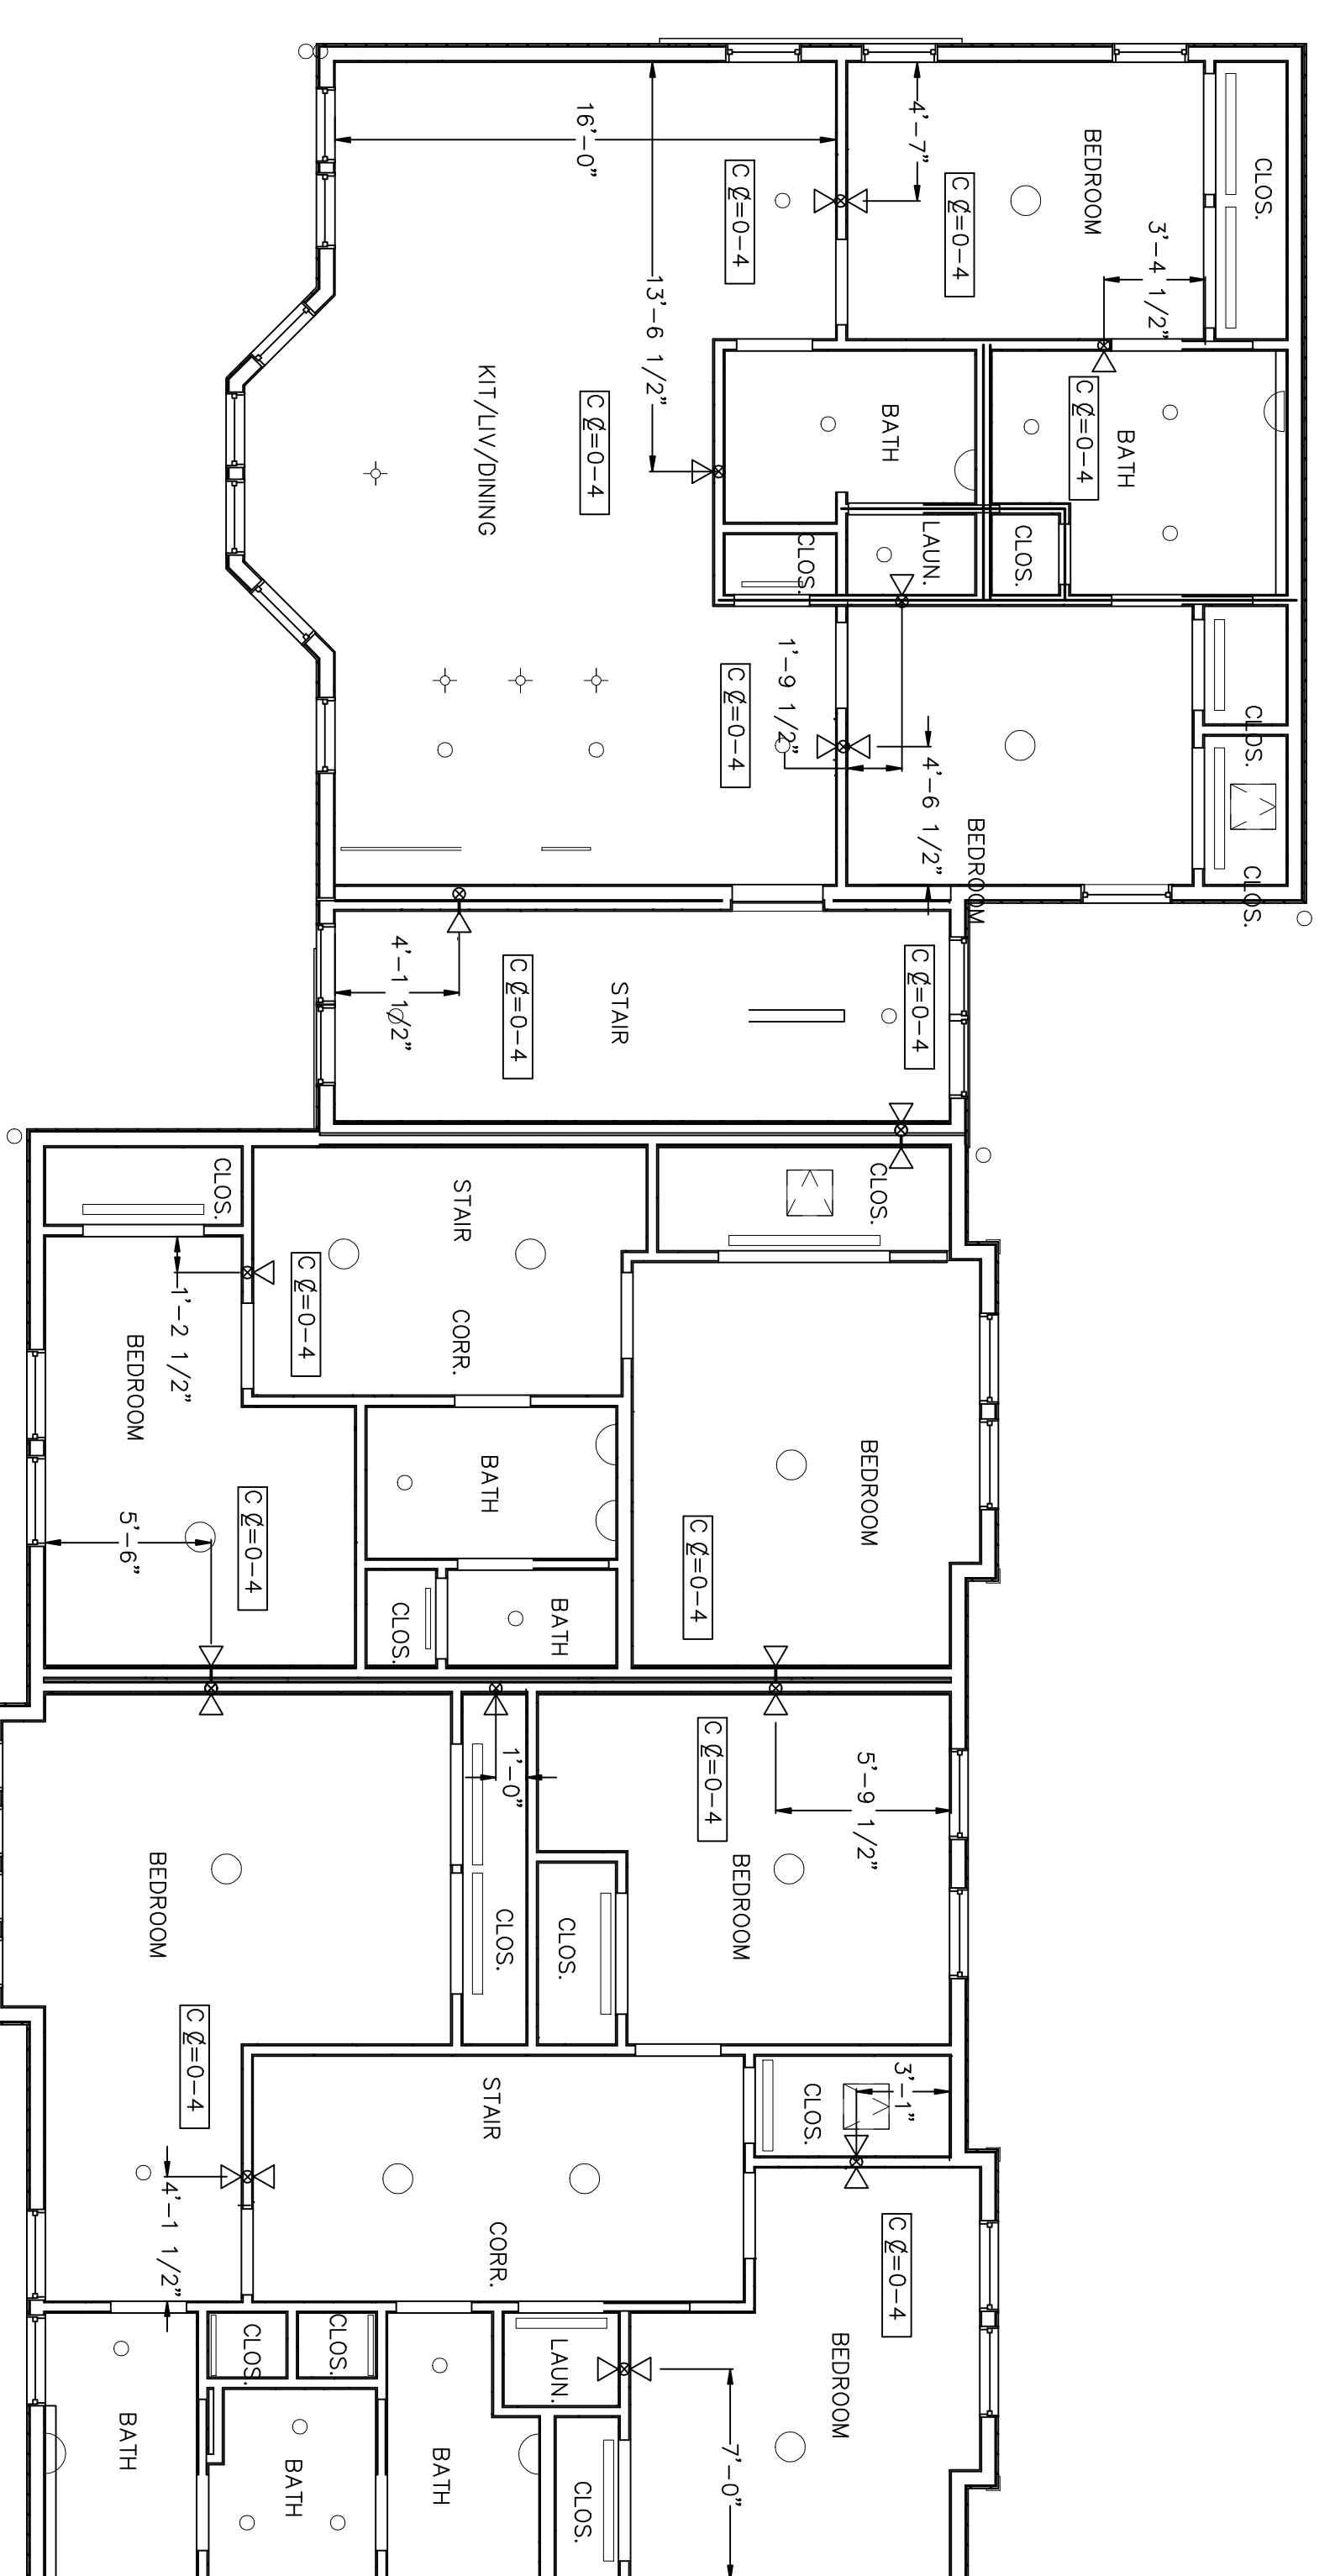 CLOS.
BEDROOM
3'-4 1/2"
C ₵=0-4
4'-7"
C ₵=0-4
16'-0"
13'-6 1/2"
C ₵=0-4
KIT/LIV/DINING
BATH
C ₵=0-4
BATH
LAUN.
CLOS.
CLOS.
1'-9 1/2"
C ₵=0-4
4'-6 1/2"
BEDROOM
CLOS.
CLOS.
4'-1 1/2"
C ₵=0-4
STAIR
C ₵=0-4
CLOS.
STAIR
CLOS.
C ₵=0-4
CORR.
1'-2 1/2"
BEDROOM
BEDROOM
BATH
5'-6"
C ₵=0-4
C ₵=0-4
CLOS.
BATH
C ₵=0-4
5'-9 1/2"
1'-0"
BEDROOM
BEDROOM
CLOS.
CLOS.
C ₵=0-4
STAIR
CLOS.
3'-1"
4'-1 1/2"
CORR.
C ₵=0-4
CLOS.
CLOS.
LAUN.
BEDROOM
BATH
BATH
BATH
CLOS.
7'-0"